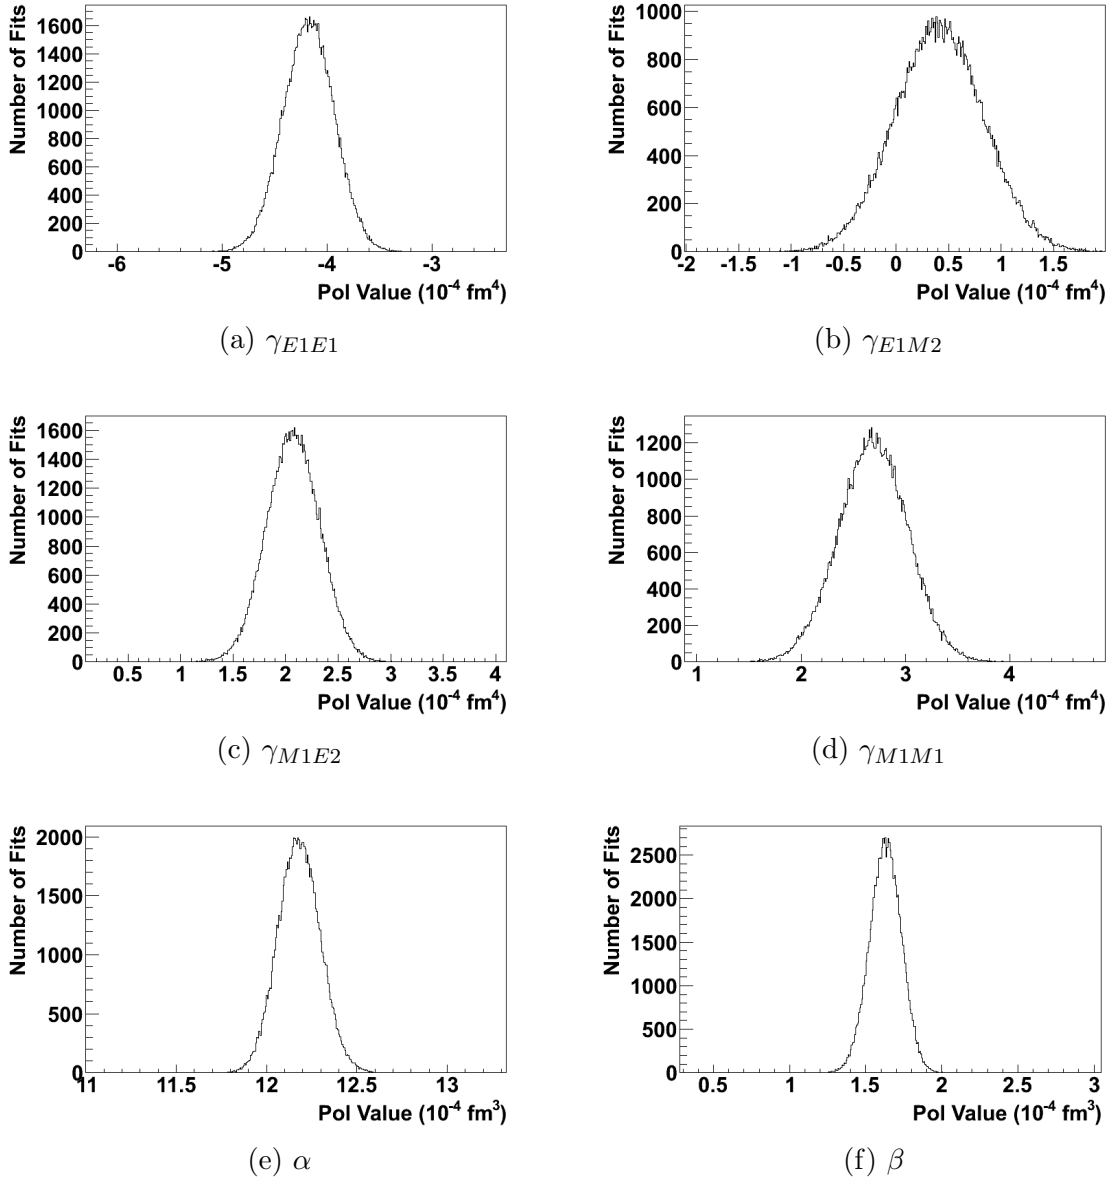 Number of Fits
1600
1400
1200
1000
800
600
400
200
0
-6 -5 -4 -3
Pol Value (10⁻⁴ fm⁴)
(a) γE1E1
Number of Fits
1000
800
600
400
200
0
-2 -1.5 -1 -0.5 0 0.5 1 1.5
Pol Value (10⁻⁴ fm⁴)
(b) γE1M2
Number of Fits
1600
1400
1200
1000
800
600
400
200
0
0.5 1 1.5 2 2.5 3 3.5 4
Pol Value (10⁻⁴ fm⁴)
(c) γM1E2
Number of Fits
1200
1000
800
600
400
200
0
1 2 3 4
Pol Value (10⁻⁴ fm⁴)
(d) γM1M1
Number of Fits
2000
1500
1000
500
0
11 11.5 12 12.5 13
Pol Value (10⁻⁴ fm³)
(e) α
Number of Fits
2500
2000
1500
1000
500
0
0.5 1 1.5 2 2.5 3
Pol Value (10⁻⁴ fm³)
(f) β